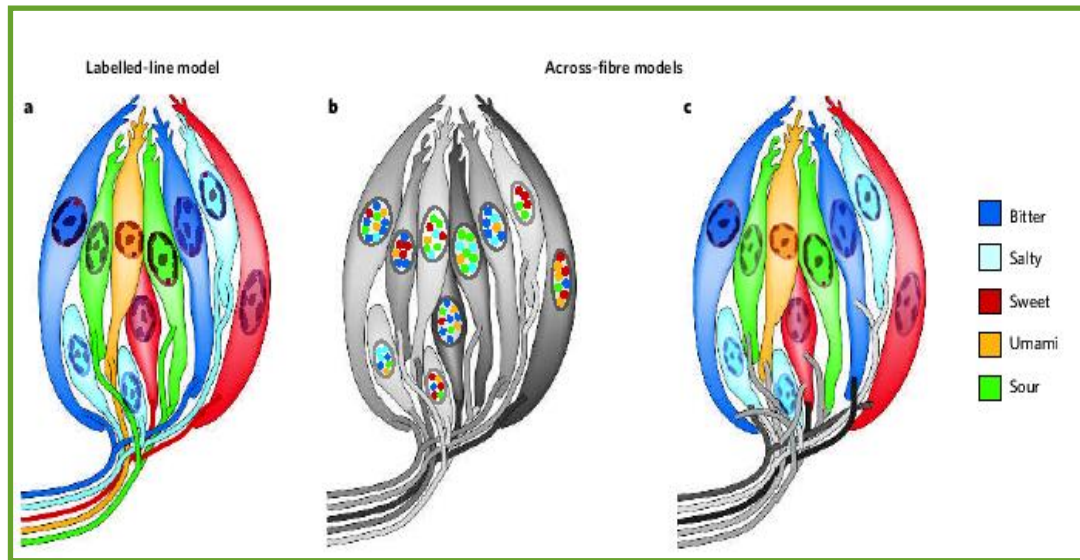 Labelled-line model
Across-fibre models
a
b
c
Bitter
Salty
Sweet
Umami
Sour